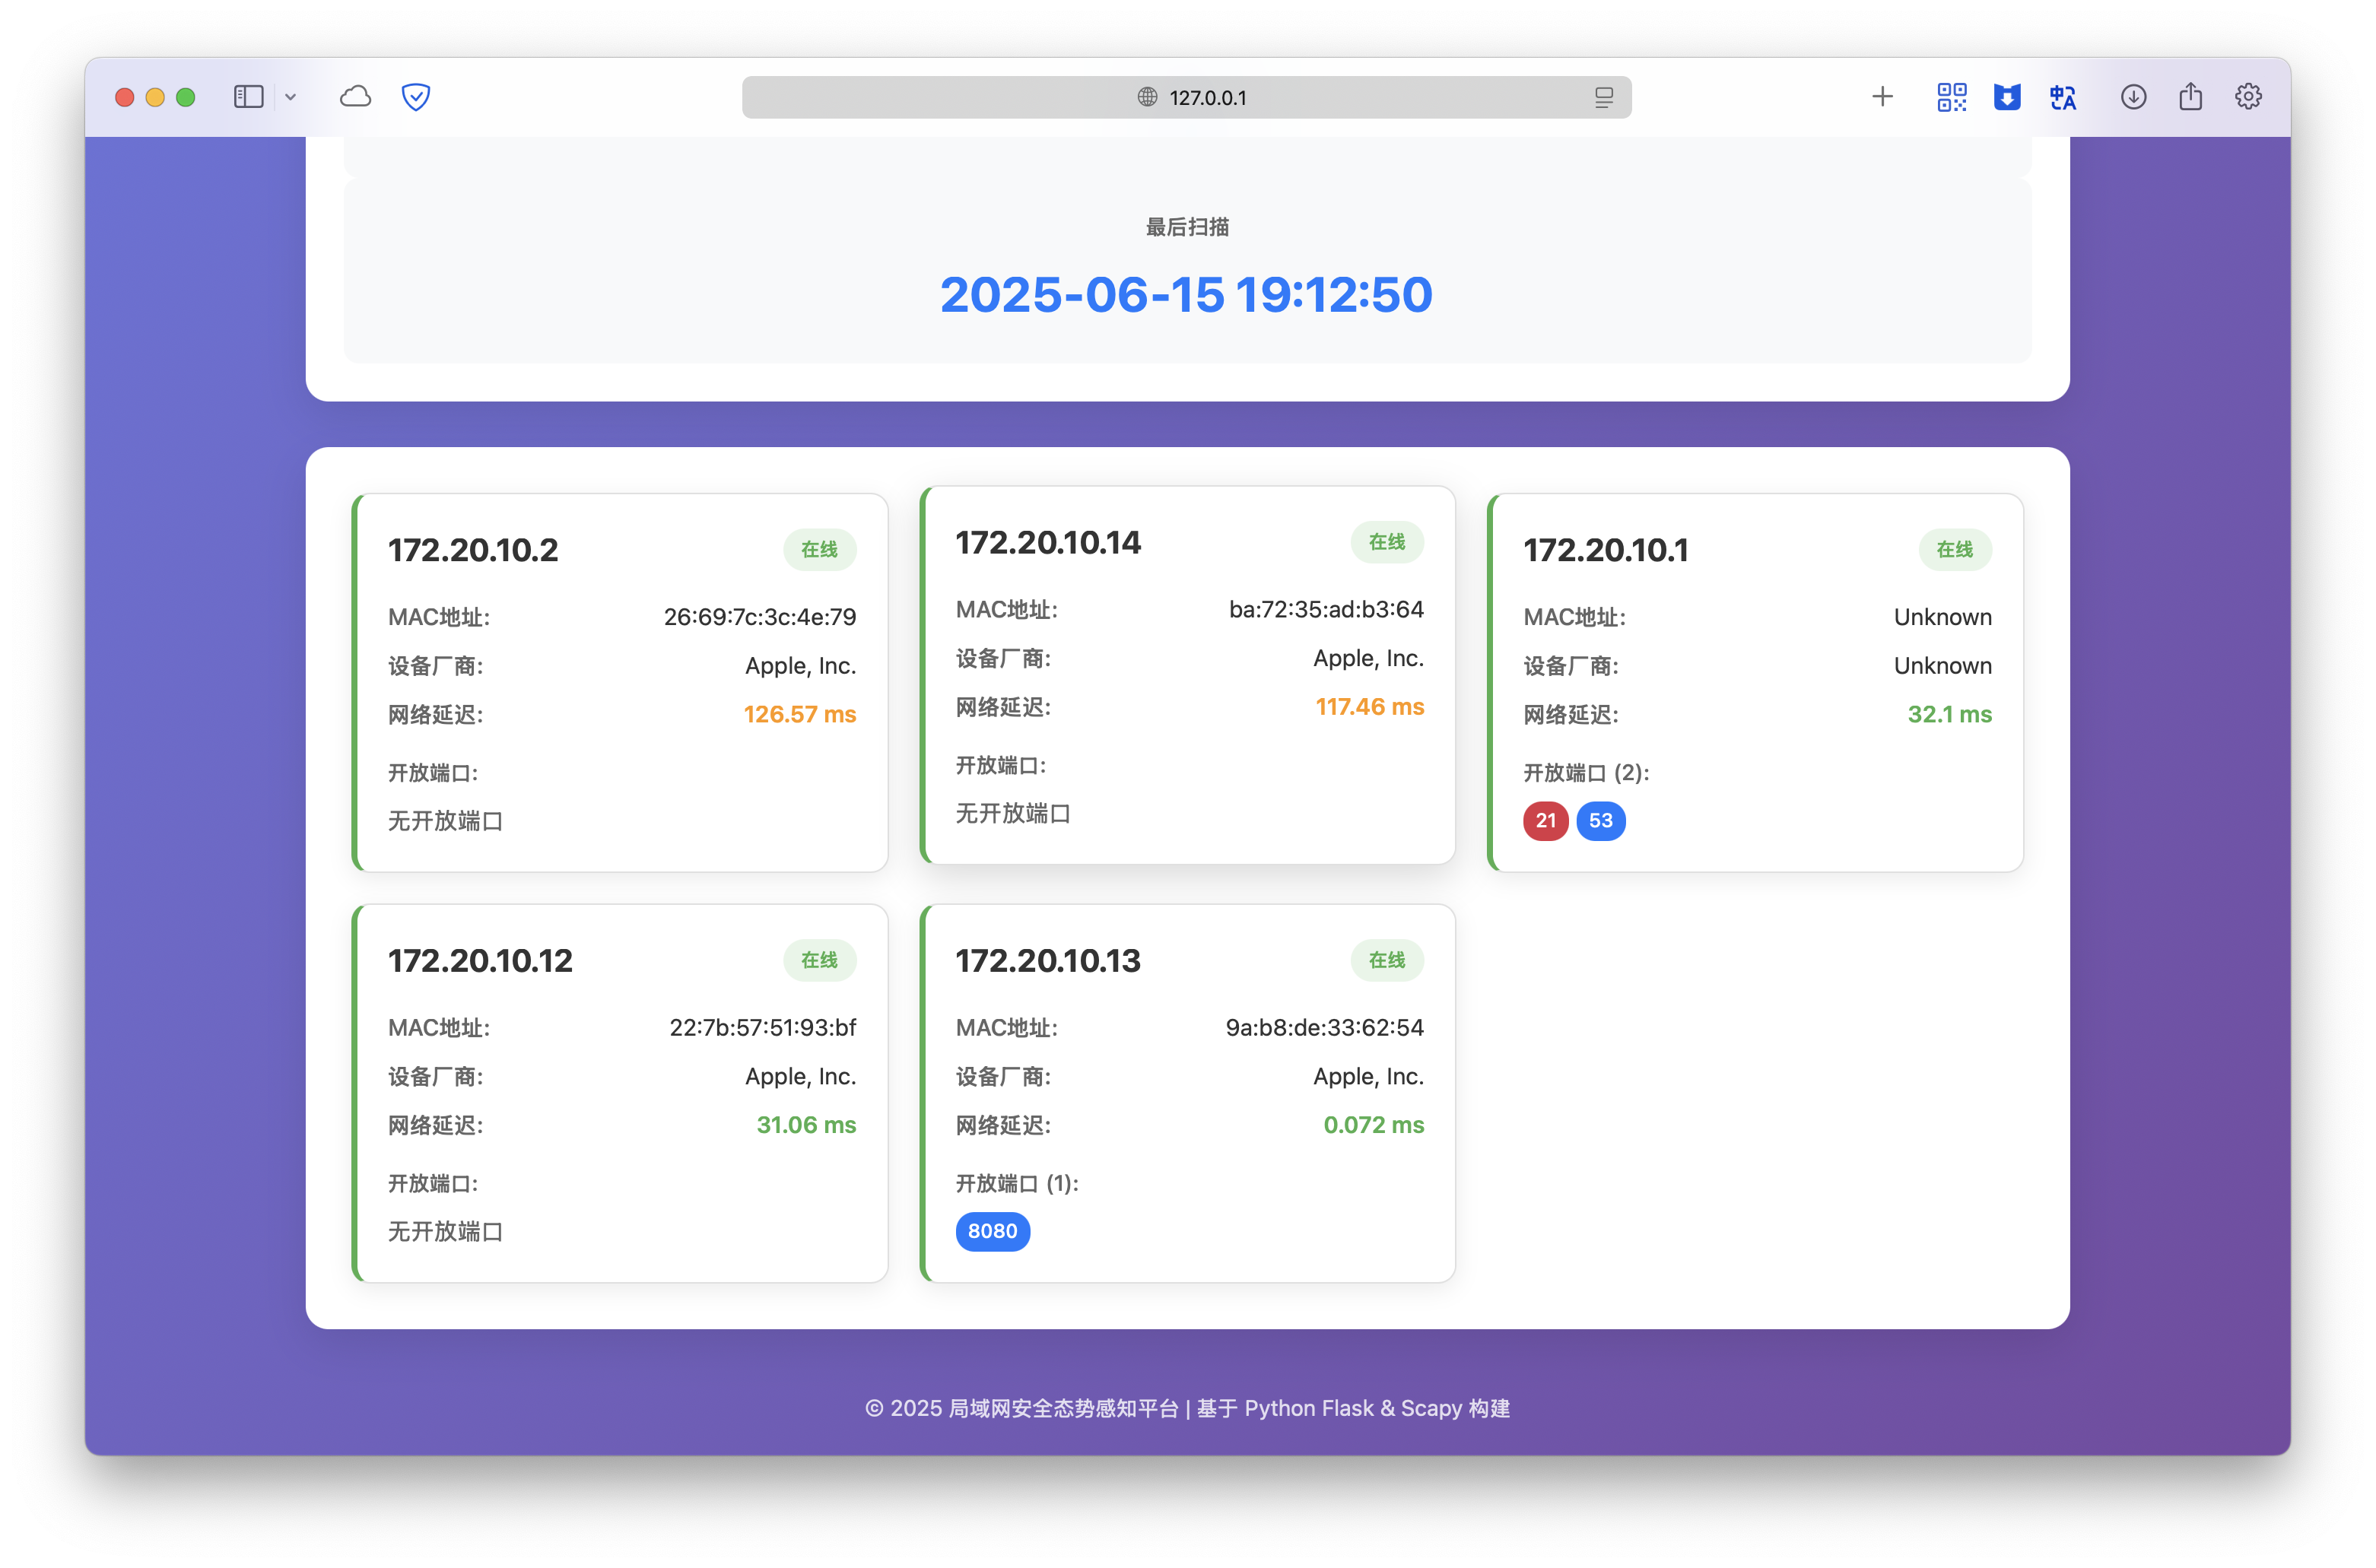 127.0.0.1
最后扫描
2025-06-15 19:12:50
172.20.10.2 在线
MAC地址: 26:69:7c:3c:4e:79
设备厂商: Apple, Inc.
网络延迟: 126.57 ms
开放端口:
无开放端口
172.20.10.14 在线
MAC地址: ba:72:35:ad:b3:64
设备厂商: Apple, Inc.
网络延迟: 117.46 ms
开放端口:
无开放端口
172.20.10.1 在线
MAC地址: Unknown
设备厂商: Unknown
网络延迟: 32.1 ms
开放端口 (2):
21 53
172.20.10.12 在线
MAC地址: 22:7b:57:51:93:bf
设备厂商: Apple, Inc.
网络延迟: 31.06 ms
开放端口:
无开放端口
172.20.10.13 在线
MAC地址: 9a:b8:de:33:62:54
设备厂商: Apple, Inc.
网络延迟: 0.072 ms
开放端口 (1):
8080
© 2025 局域网安全态势感知平台 | 基于 Python Flask & Scapy 构建